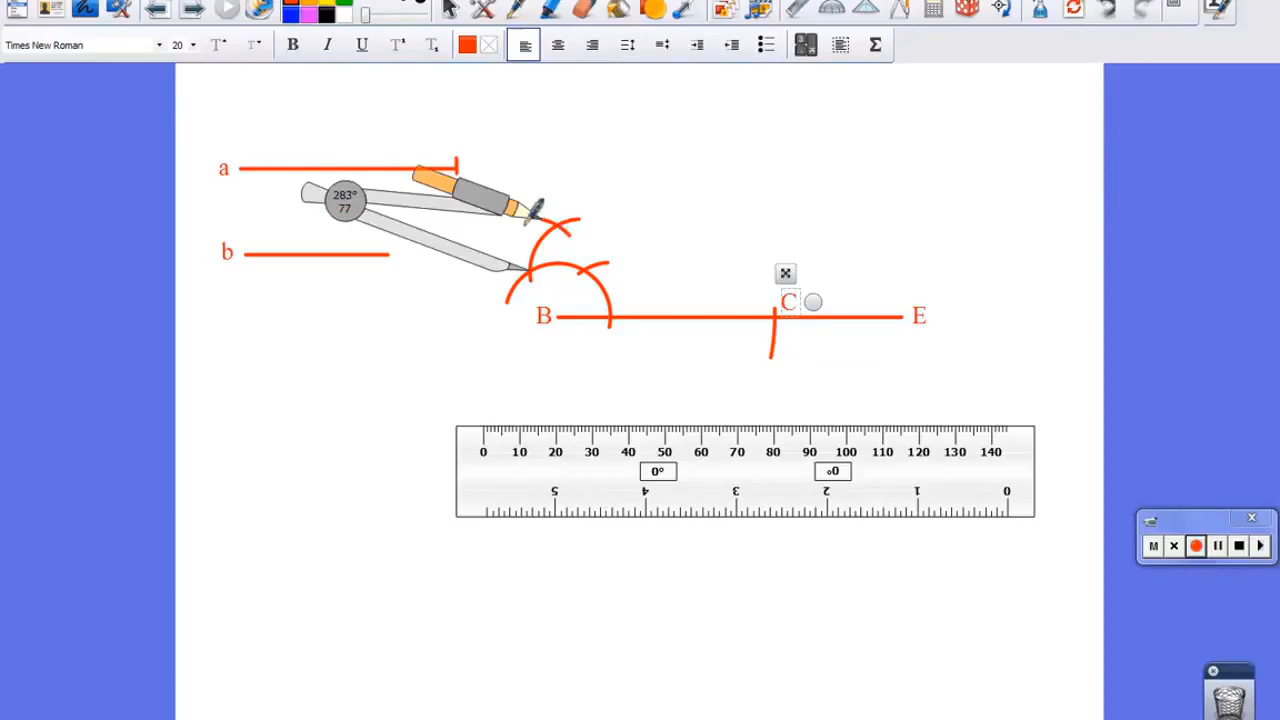 Times New Roman 20 B I U T T Σ
a
283°
77
b
B C E
0 10 20 30 40 50 60 70 80 90 100 110 120 130 140
0° 0°
5 4 3 2 1 0
M